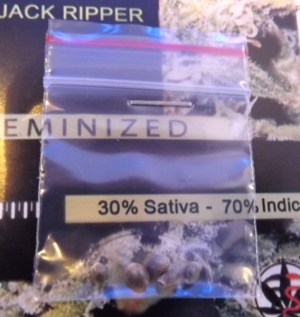 JACK RIPPER
EMINIZED
30% Sativa - 70% Indic